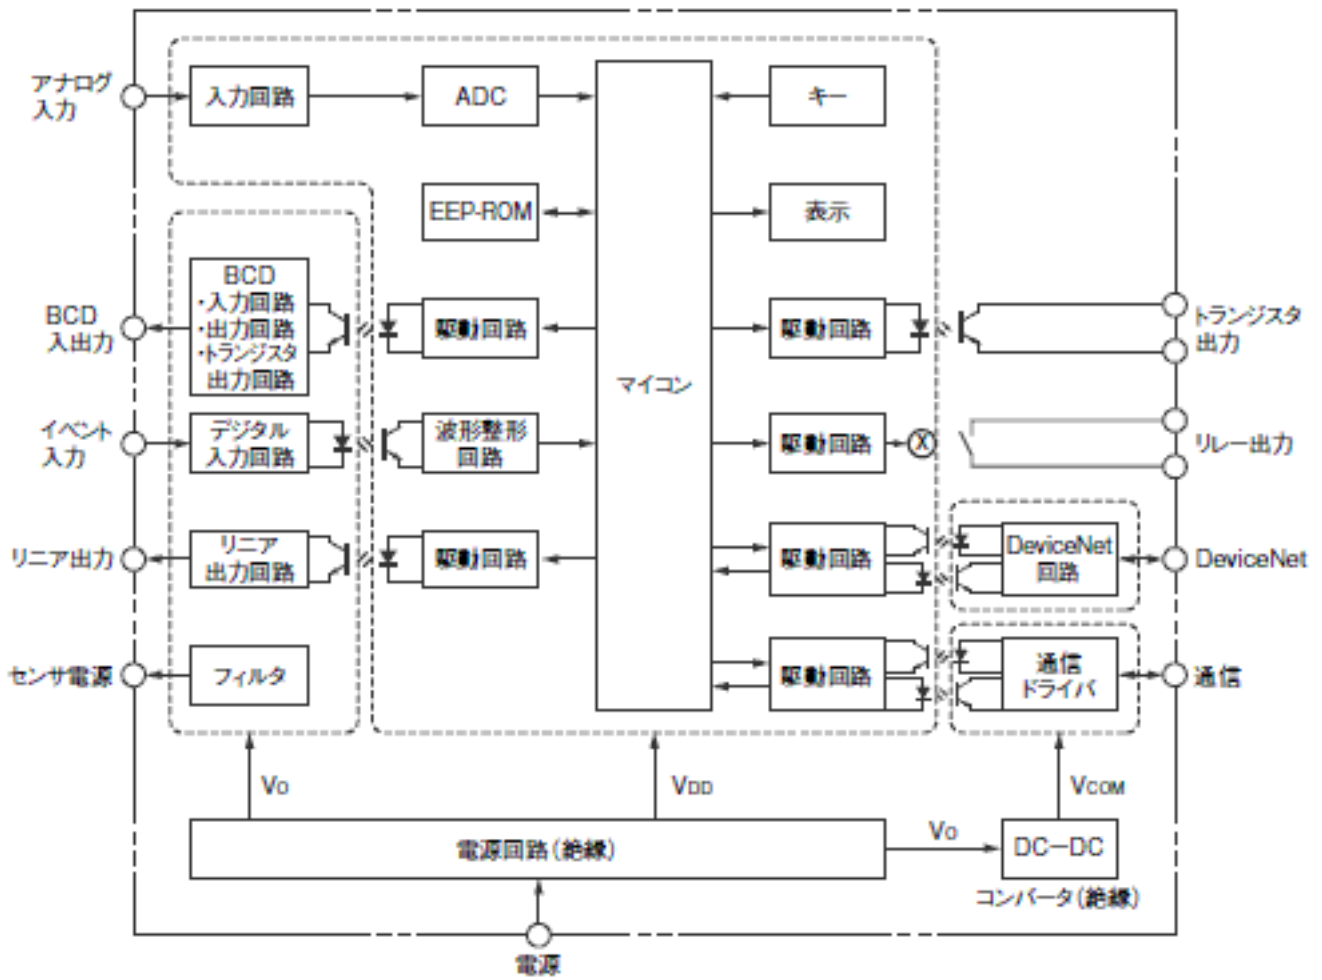 アナログ
入力
入力回路
ADC
キー
EEP-ROM
表示
BCD
入出力
BCD
・入力回路
・出力回路
・トランジスタ
出力回路
駆動回路
マイコン
駆動回路
トランジスタ
出力
イベント
入力
デジタル
入力回路
波形整形
回路
駆動回路
X
リレー出力
リニア出力
リニア
出力回路
駆動回路
駆動回路
DeviceNet
回路
DeviceNet
センサ電源
フィルタ
駆動回路
通信
ドライバ
通信
VO
VDD
VCOM
電源回路(絶縁)
VO
DC－DC
コンバータ(絶縁)
電源